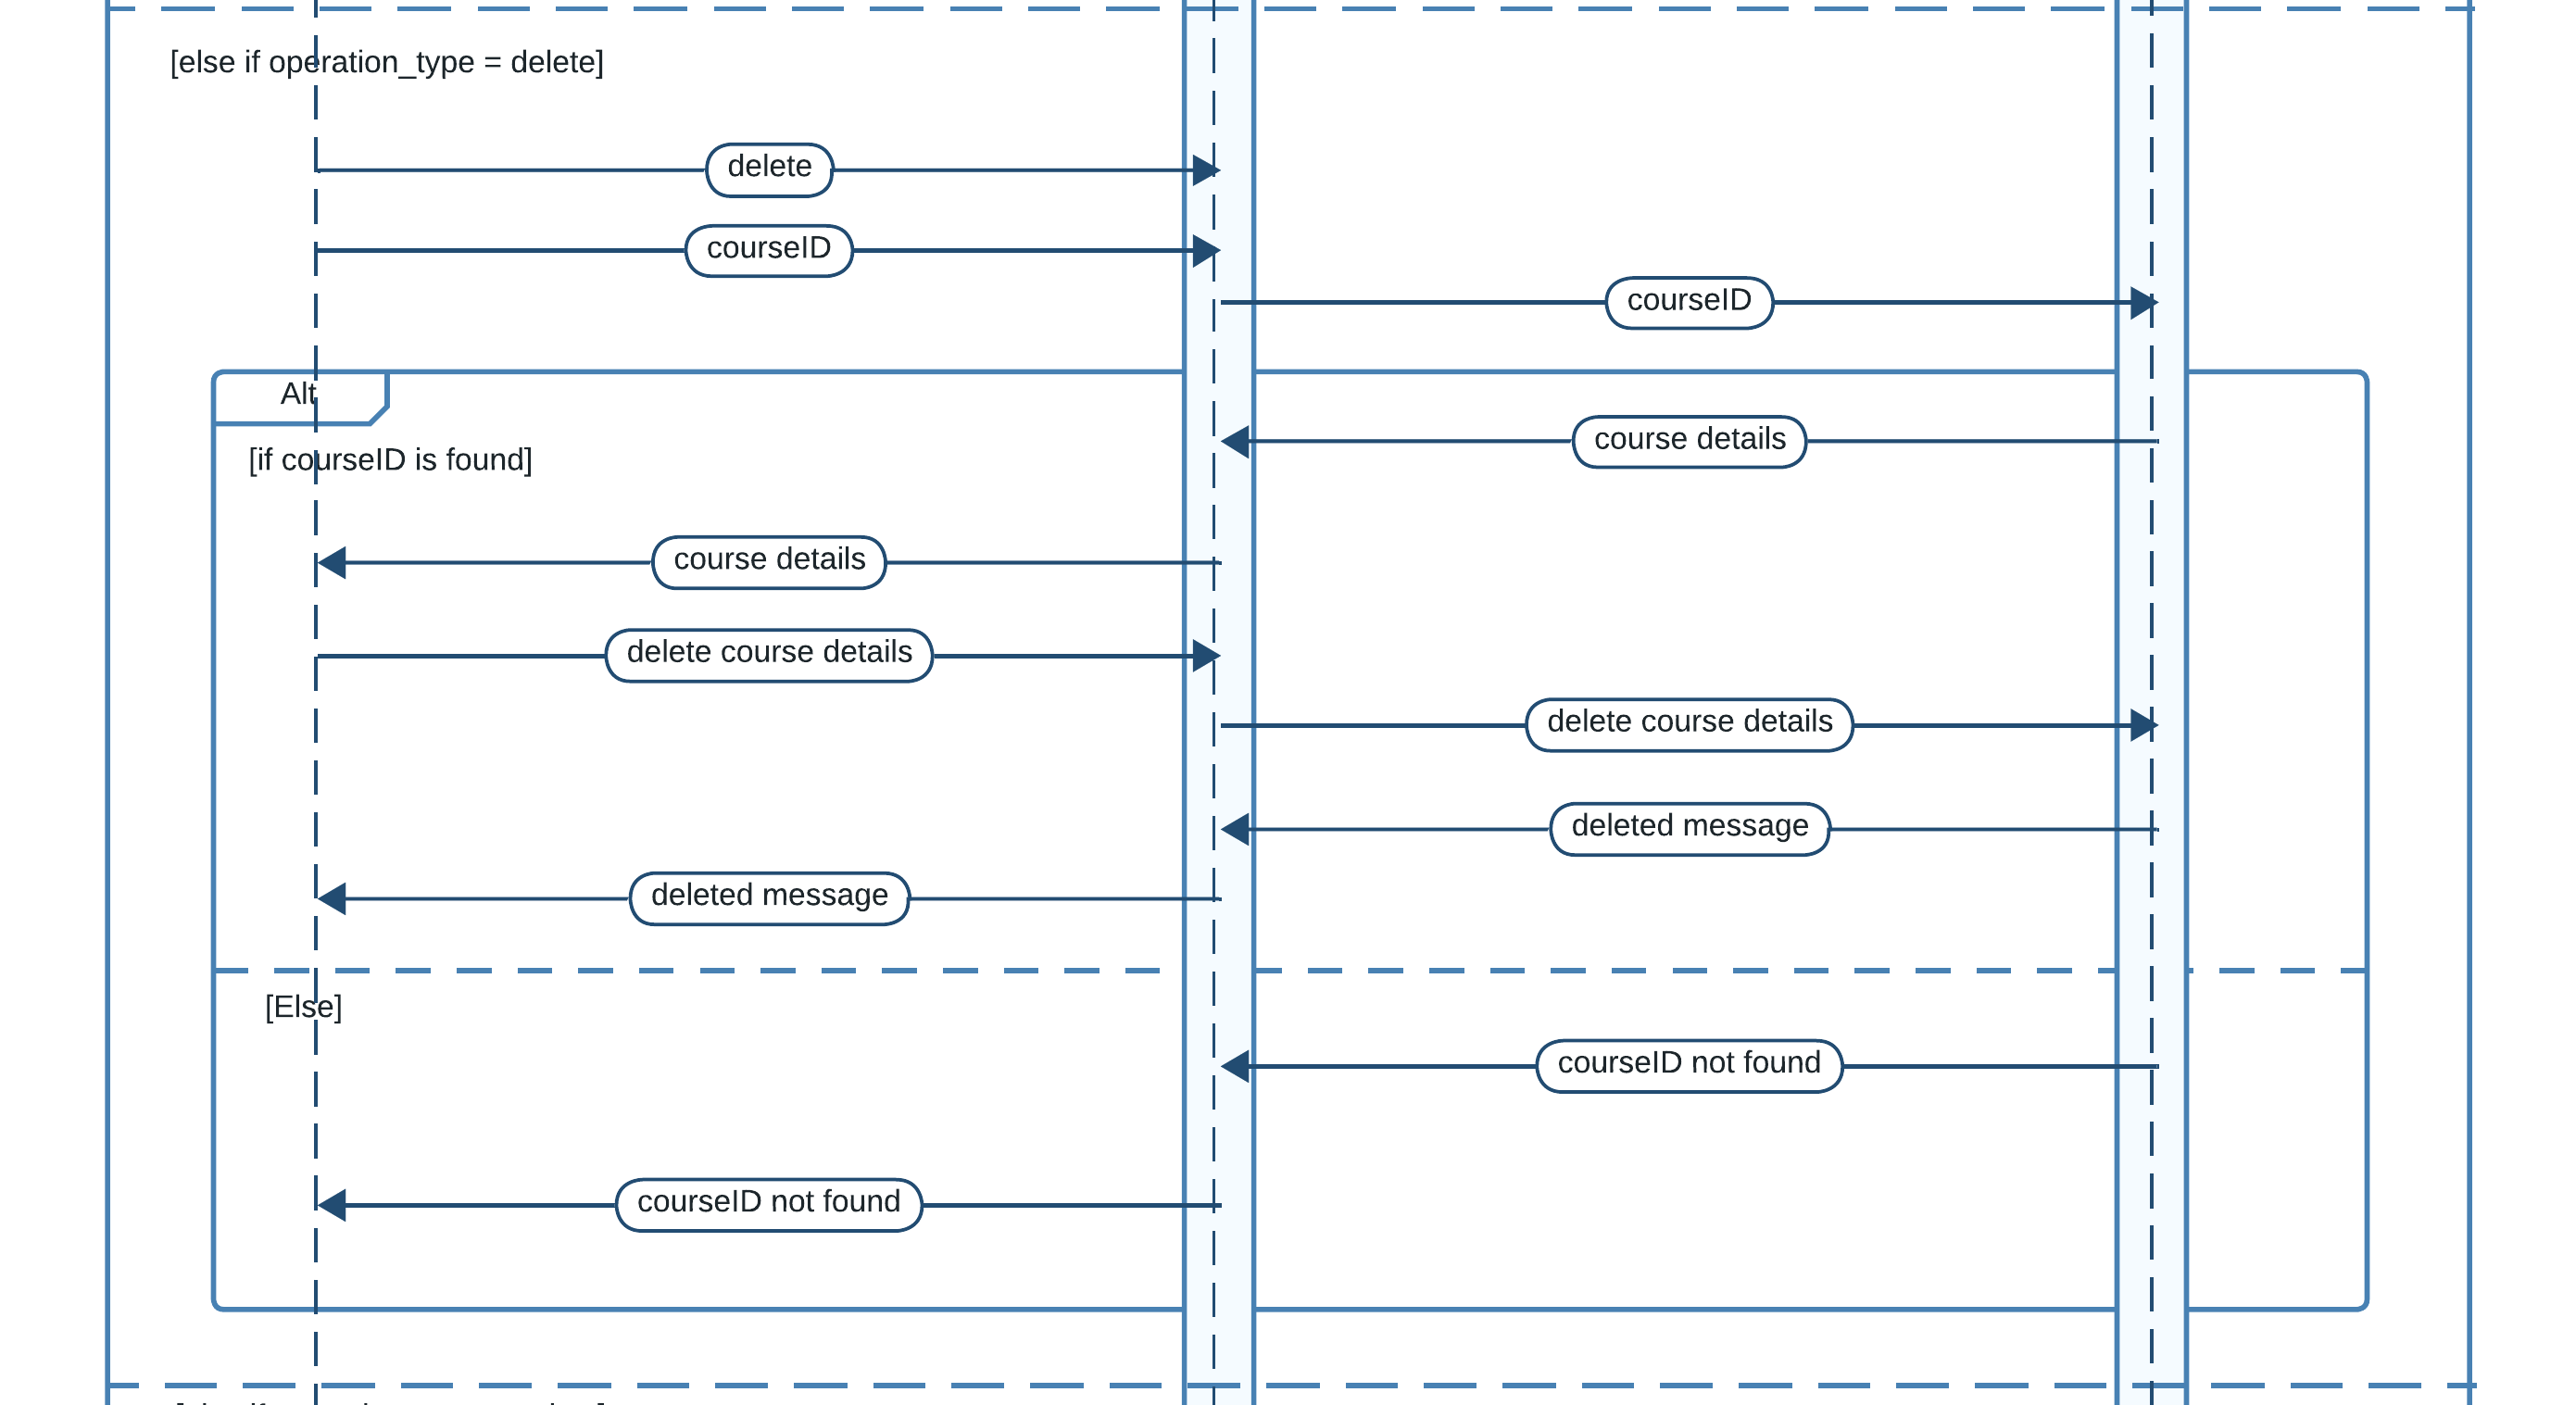 [else if operation_type = delete]
delete
courseID
courseID
Alt
course details
[if courseID is found]
course details
delete course details
delete course details
deleted message
deleted message
[Else]
courseID not found
courseID not found